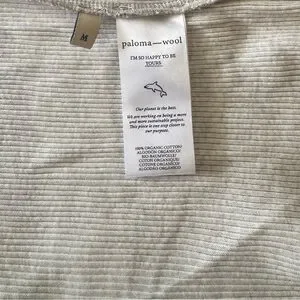 M
paloma—wool
I'M SO HAPPY TO BE
YOURS.
Our planet is the best.
We are working on being a more
and more sustainable project.
This piece is one step closer to
our purpose.
100% ORGANIC COTTON/
ALGODÓN ORGÁNICO/
BIO-BAUMWOLLE/
COTON ORGANIQUE/
COTONE ORGANICO/
ALGODÃO ORGÂNICO